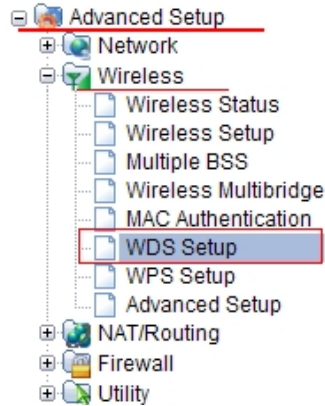 Advanced Setup
Network
Wireless
Wireless Status
Wireless Setup
Multiple BSS
Wireless Multibridge
MAC Authentication
WDS Setup
WPS Setup
Advanced Setup
NAT/Routing
Firewall
Utility